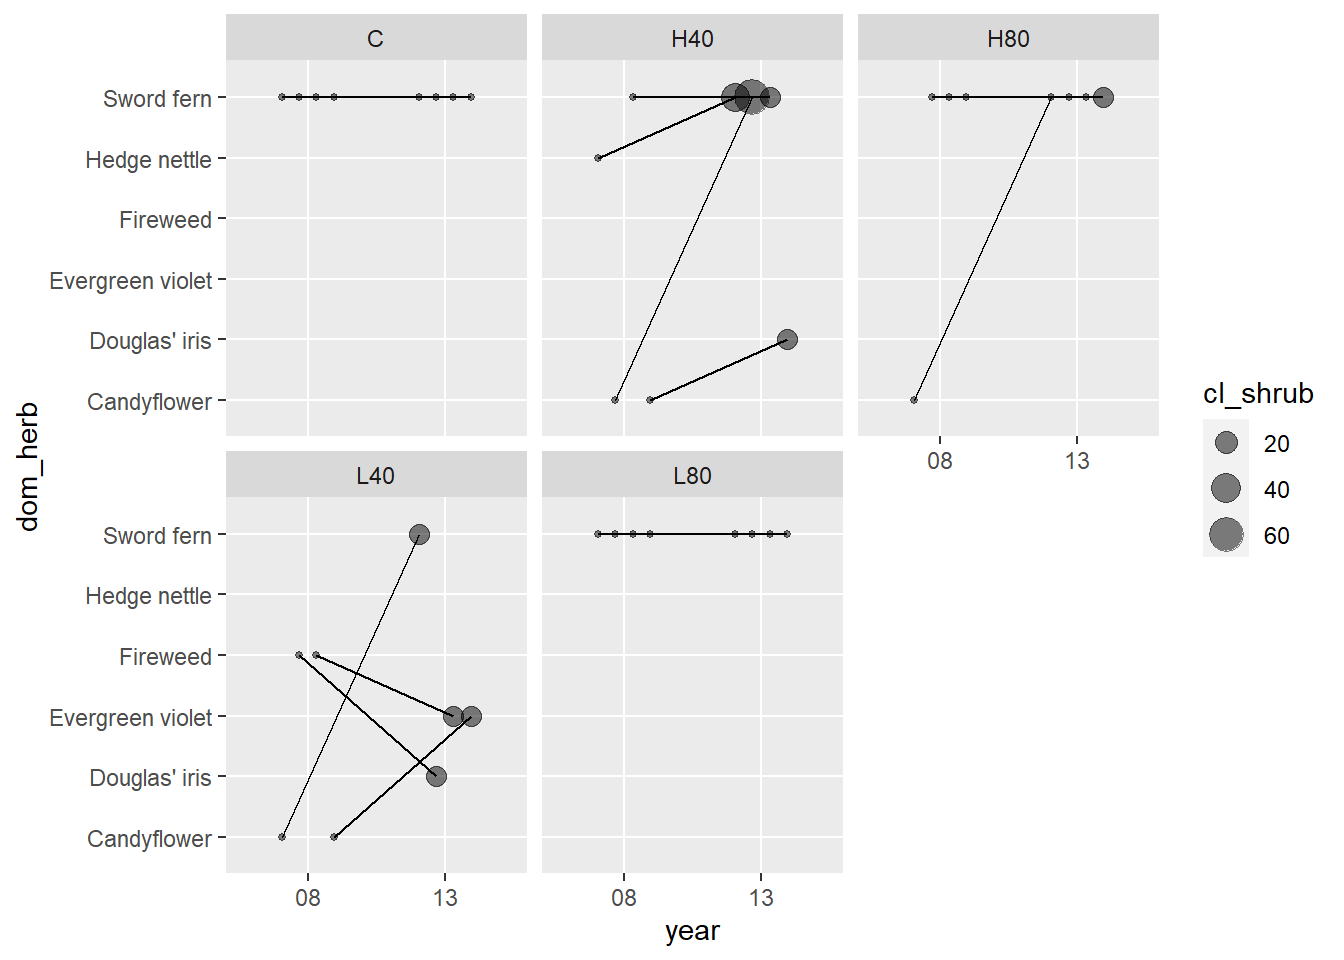 C
H40
H80
Sword fern
Hedge nettle
Fireweed
Evergreen violet
Douglas' iris
Candyflower
08
13
L40
L80
Sword fern
Hedge nettle
Fireweed
Evergreen violet
Douglas' iris
Candyflower
08
13
08
13
year
dom_herb
cl_shrub
20
40
60